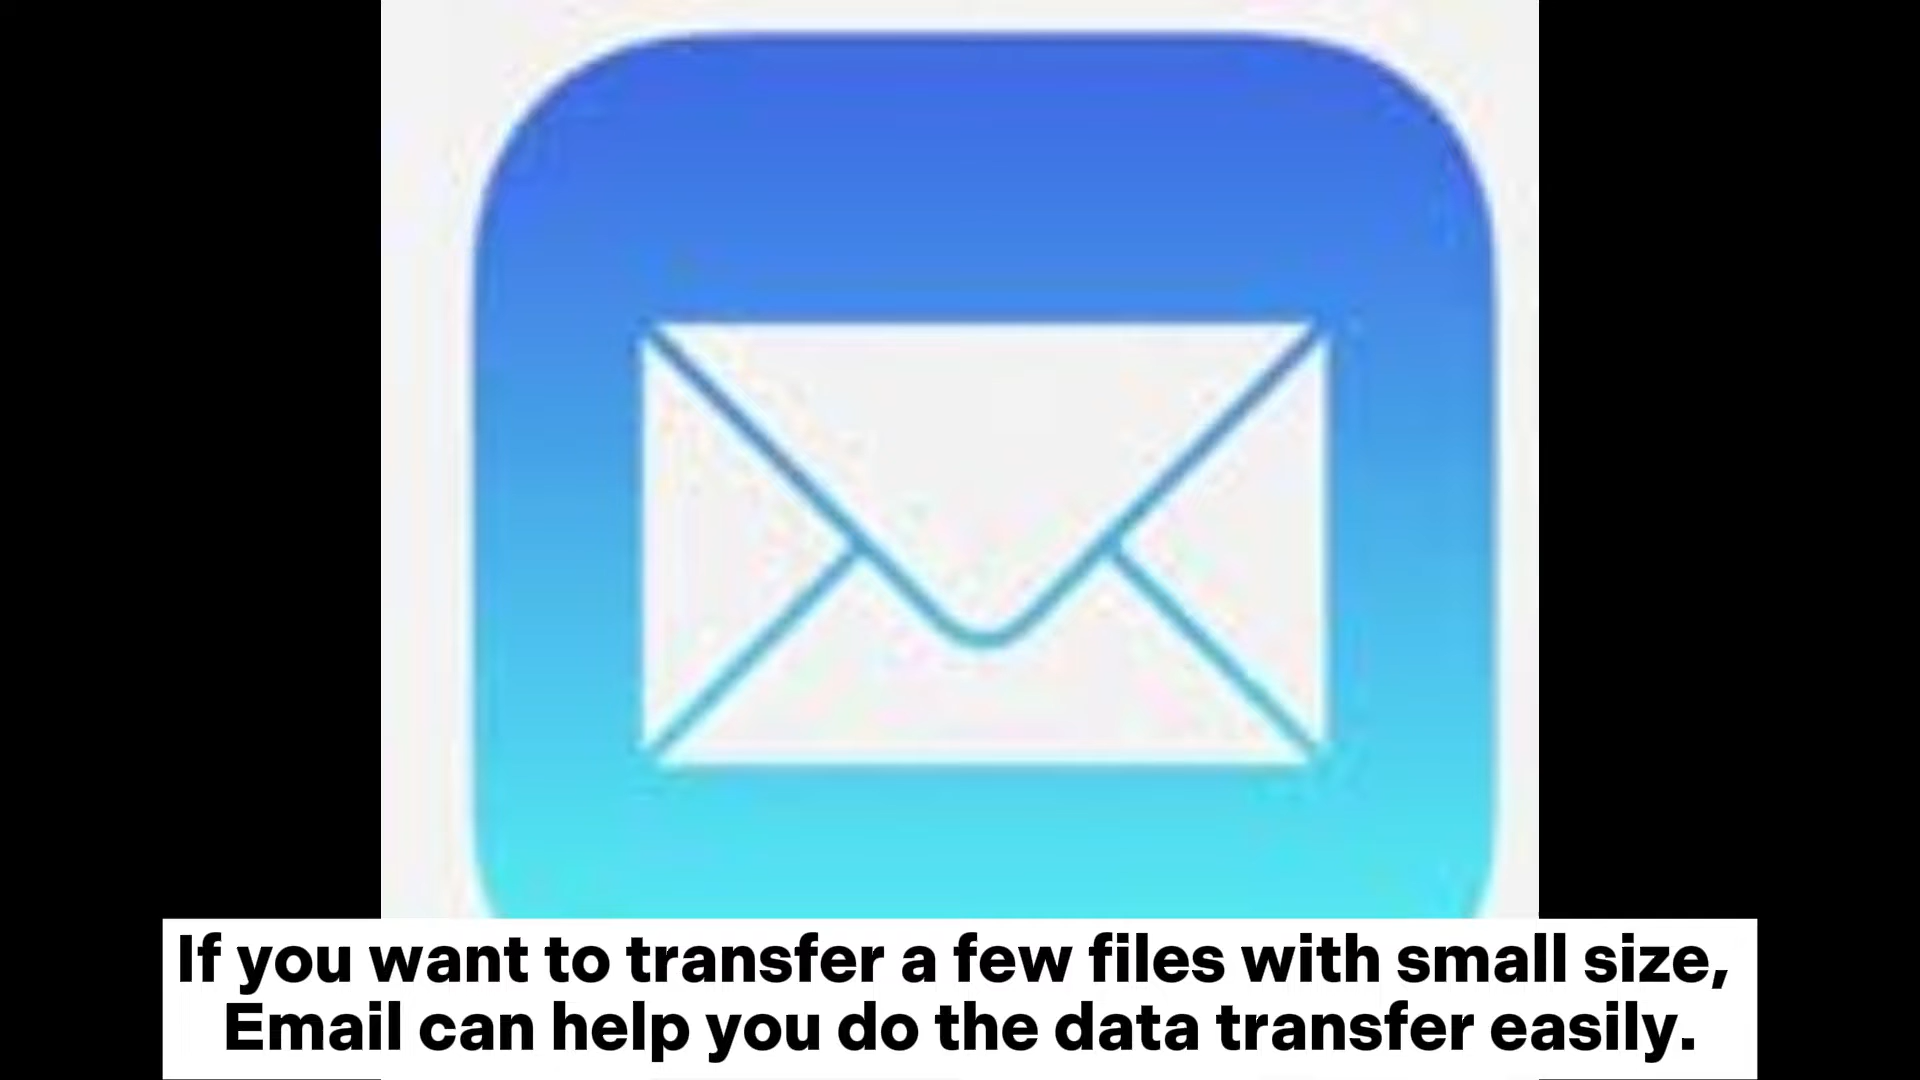 If you want to transfer a few files with small size,
Email can help you do the data transfer easily.